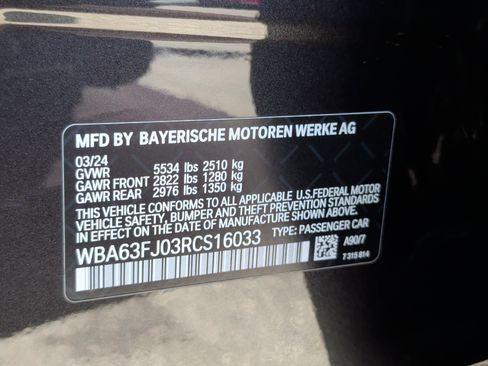 MFD BY BAYERISCHE MOTOREN WERKE AG
03/24
GVWR 5534 lbs 2510 kg
GAWR FRONT 2822 lbs 1280 kg
GAWR REAR 2976 lbs 1350 kg
THIS VEHICLE CONFORMS TO ALL APPLICABLE U.S.FEDERAL MOTOR
VEHICLE SAFETY, BUMPER, AND THEFT PREVENTION STANDARDS
IN EFFECT ON THE DATE OF MANUFACTURE SHOWN ABOVE.
WBA63FJ03RCS16033 TYPE: PASSENGER CAR
A90/7
7 315 814